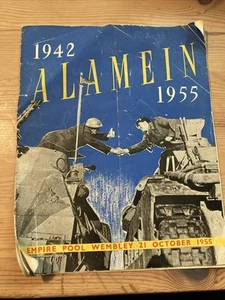 1942
ALAMEIN
1955
EMPIRE POOL WEMBLEY 21 OCTOBER 1955